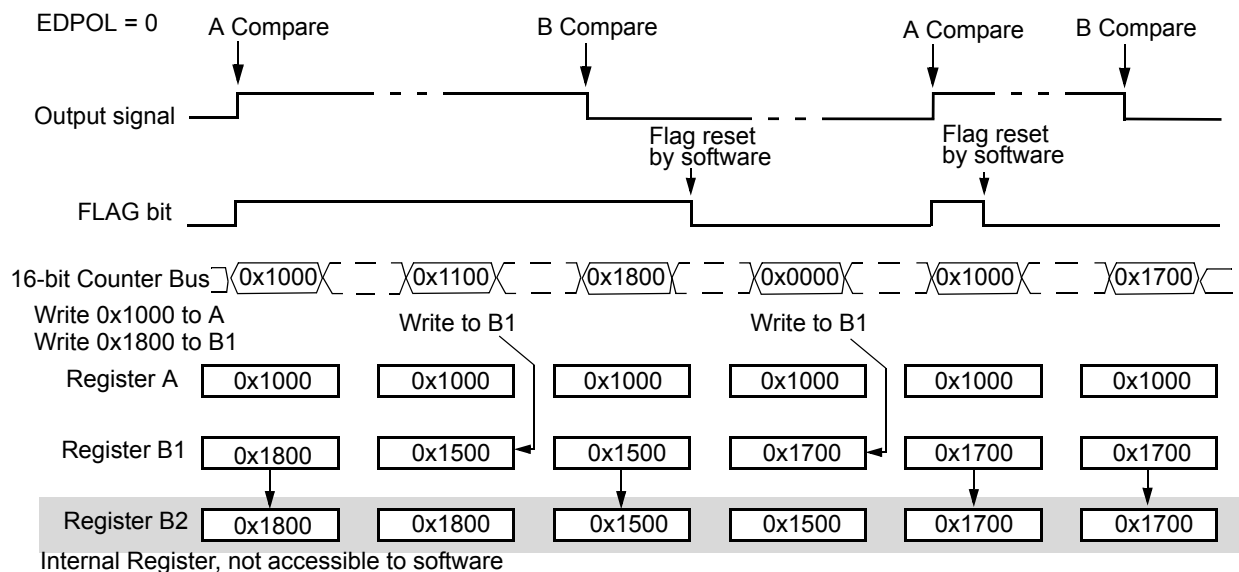 EDPOL = 0
A Compare
B Compare
A Compare
B Compare
Output signal
Flag reset
by software
Flag reset
by software
FLAG bit
16-bit Counter Bus
0x1000
0x1100
0x1800
0x0000
0x1000
0x1700
Write 0x1000 to A
Write 0x1800 to B1
Write to B1
Write to B1
Register A
0x1000
0x1000
0x1000
0x1000
0x1000
0x1000
Register B1
0x1800
0x1500
0x1500
0x1700
0x1700
0x1700
Register B2
0x1800
0x1800
0x1500
0x1500
0x1700
0x1700
Internal Register, not accessible to software